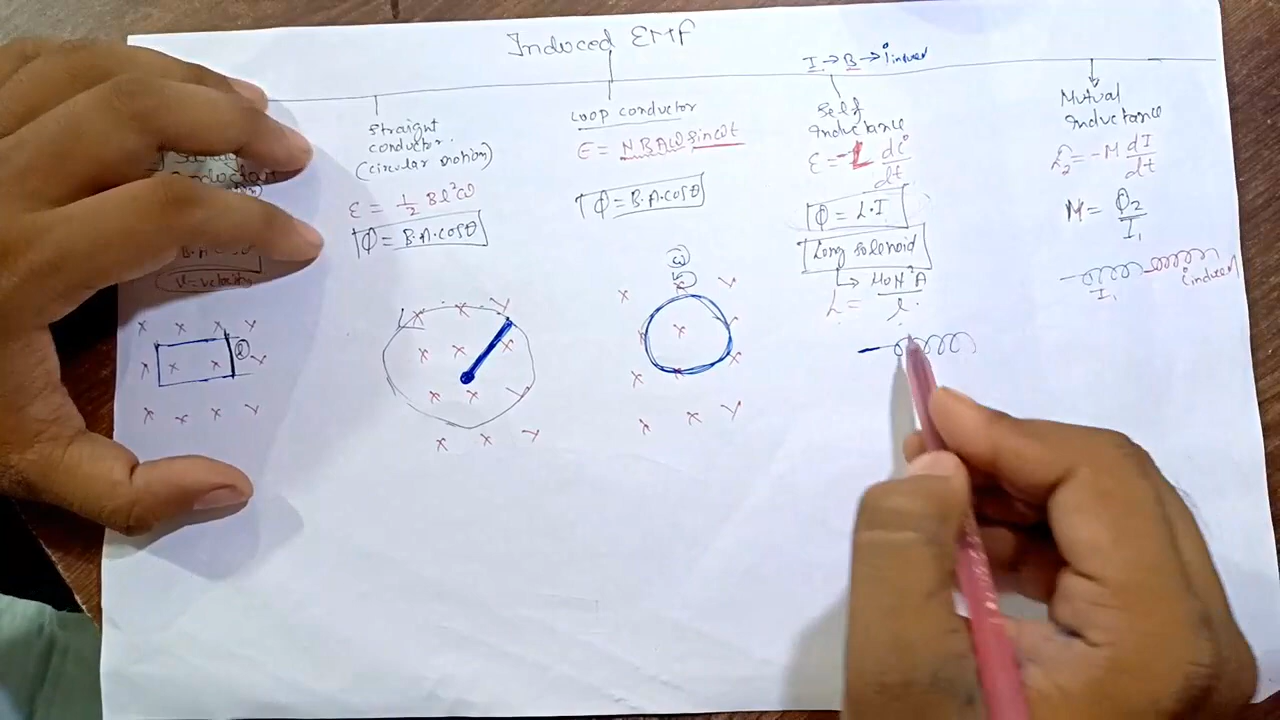 Induced EMF
I → B → i induced
straight
conductor.
(circular motion)
ε = 1/2 Bl²ω
ϕ = B.A.cosθ
Loop conductor
ε = NBAω sinωt
ϕ = B.A.cosθ
ω
Self
Inductance
ε = -L di/dt
ϕ = L.I
Long solenoid
L = μ₀N²A/l.
Mutual
Inductance
ε₂ = -M dI/dt
M = ϕ₂/I₁
I₁ i induced
B.A.cosθ
V = velocity
l